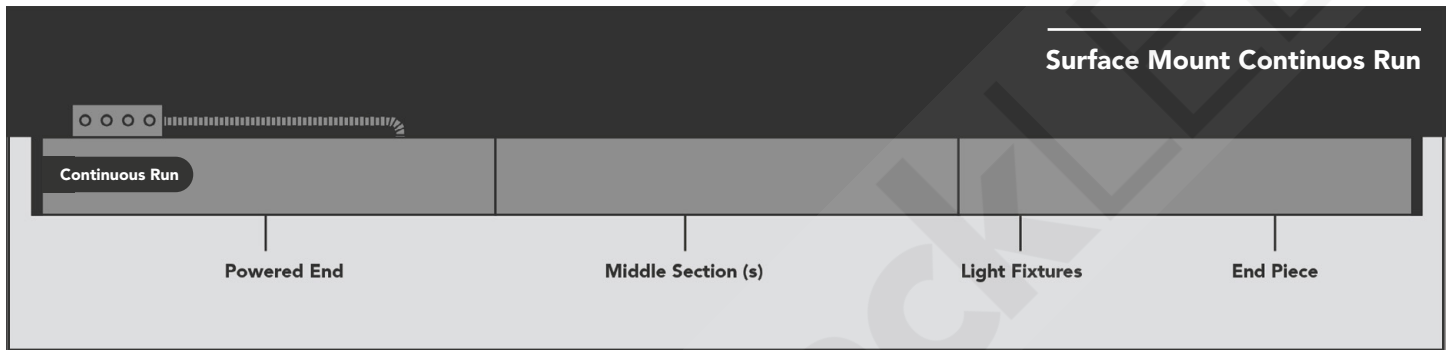 Surface Mount Continuos Run
Continuous Run
Powered End
Middle Section (s)
Light Fixtures
End Piece